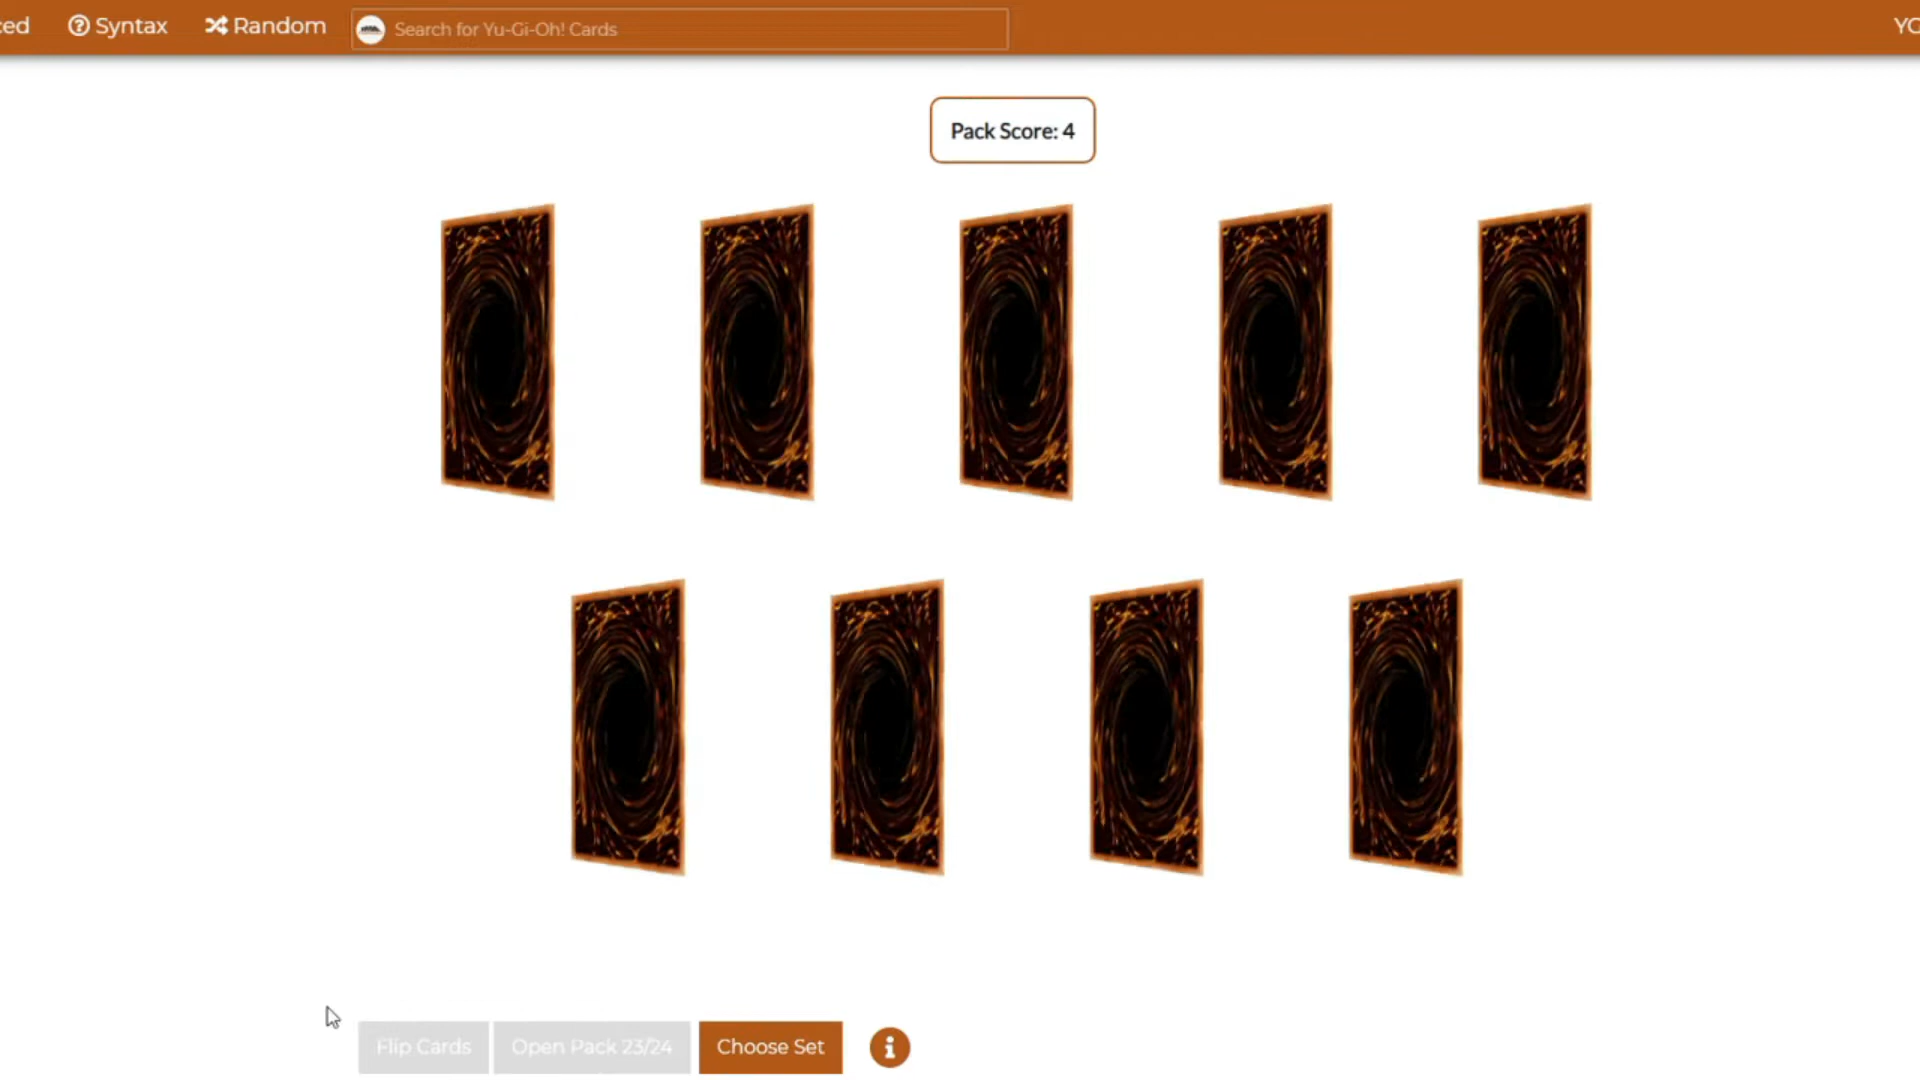 ced Syntax Random Search for Yu-Gi-Oh! Cards YO
Pack Score: 4
Flip Cards Open Pack 23/24 Choose Set